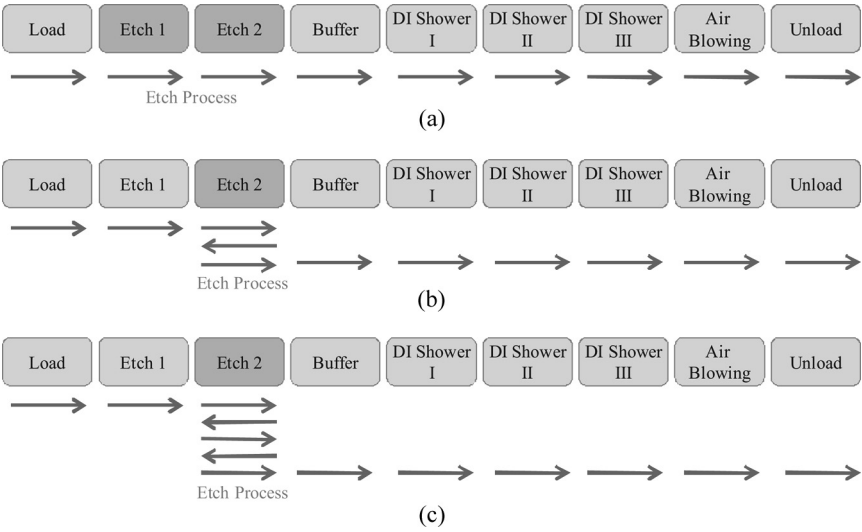 Load Etch 1 Etch 2 Buffer DI Shower I DI Shower II DI Shower III Air Blowing Unload
Etch Process
(a)
Load Etch 1 Etch 2 Buffer DI Shower I DI Shower II DI Shower III Air Blowing Unload
Etch Process
(b)
Load Etch 1 Etch 2 Buffer DI Shower I DI Shower II DI Shower III Air Blowing Unload
Etch Process
(c)